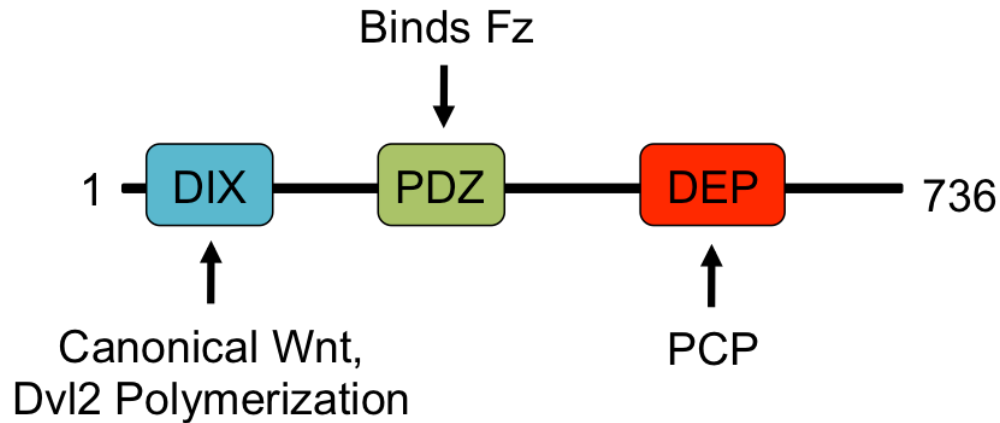 Binds Fz
1
DIX
PDZ
DEP
736
Canonical Wnt,
Dvl2 Polymerization
PCP